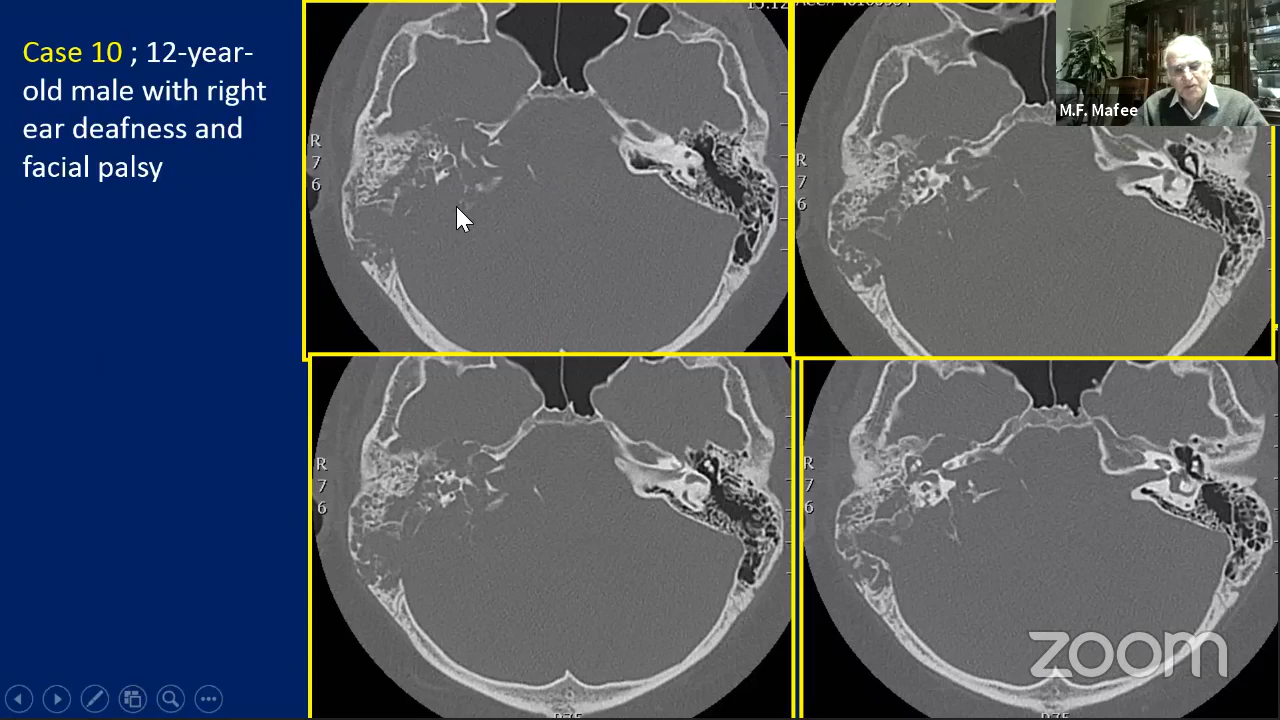 Case 10 ; 12-year-
old male with right
ear deafness and
facial palsy
R
7
6
R
7
6
M.F. Mafee
R
7
6
R
7
6
zoom